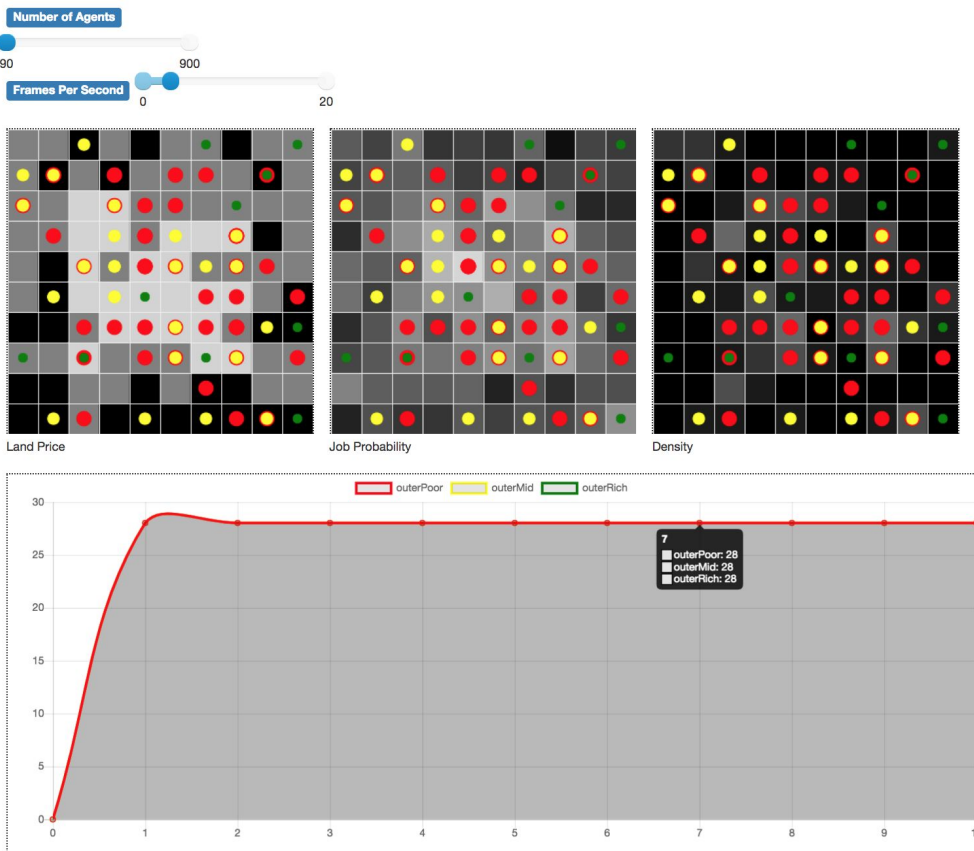 Number of Agents
90 900
Frames Per Second
0 20
Land Price Job Probability Density
outerPoor outerMid outerRich
30
25
20
15
10
5
0
7
outerPoor: 28
outerMid: 28
outerRich: 28
0 1 2 3 4 5 6 7 8 9